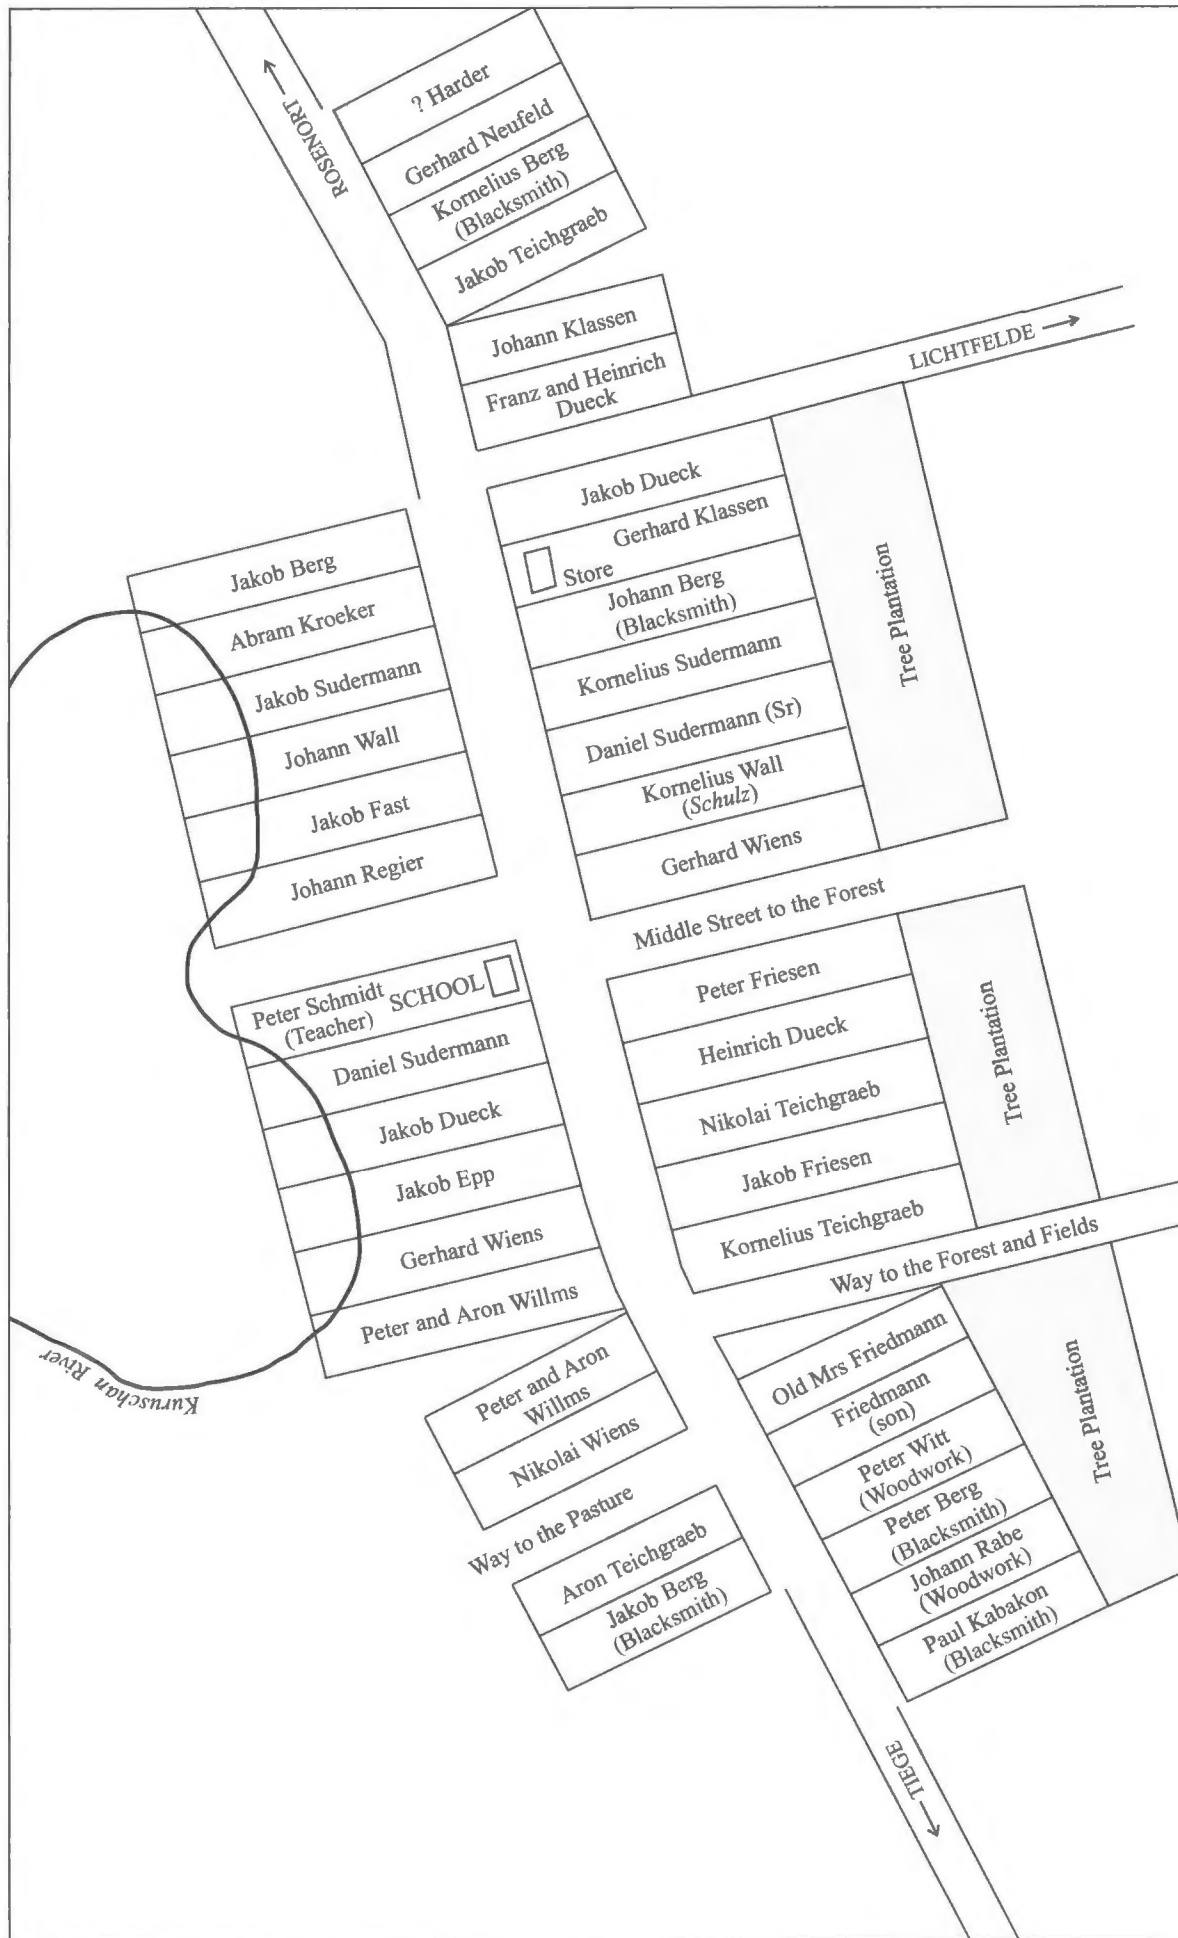 ← ROSENORT
? Harder
Gerhard Neufeld
Kornelius Berg
(Blacksmith)
Jakob Teichgraeb
Johann Klassen
Franz and Heinrich
Dueck
LICHTFELDE →
Jakob Dueck
Gerhard Klassen
Store
Johann Berg
(Blacksmith)
Kornelius Sudermann
Daniel Sudermann (Sr)
Kornelius Wall
(Schulz)
Gerhard Wiens
Tree Plantation
Jakob Berg
Abram Kroeker
Jakob Sudermann
Johann Wall
Jakob Fast
Johann Regier
Middle Street to the Forest
Peter Schmidt
(Teacher)
SCHOOL
Daniel Sudermann
Jakob Dueck
Jakob Epp
Gerhard Wiens
Peter and Aron Willms
Peter Friesen
Heinrich Dueck
Nikolai Teichgraeb
Jakob Friesen
Kornelius Teichgraeb
Tree Plantation
Way to the Forest and Fields
Kuruschan River
Peter and Aron
Willms
Nikolai Wiens
Way to the Pasture
Aron Teichgraeb
Jakob Berg
(Blacksmith)
Old Mrs Friedmann
Friedmann
(son)
Peter Witt
(Woodwork)
Peter Berg
(Blacksmith)
Johann Rabe
(Woodwork)
Paul Kabakon
(Blacksmith)
Tree Plantation
← TIEGE